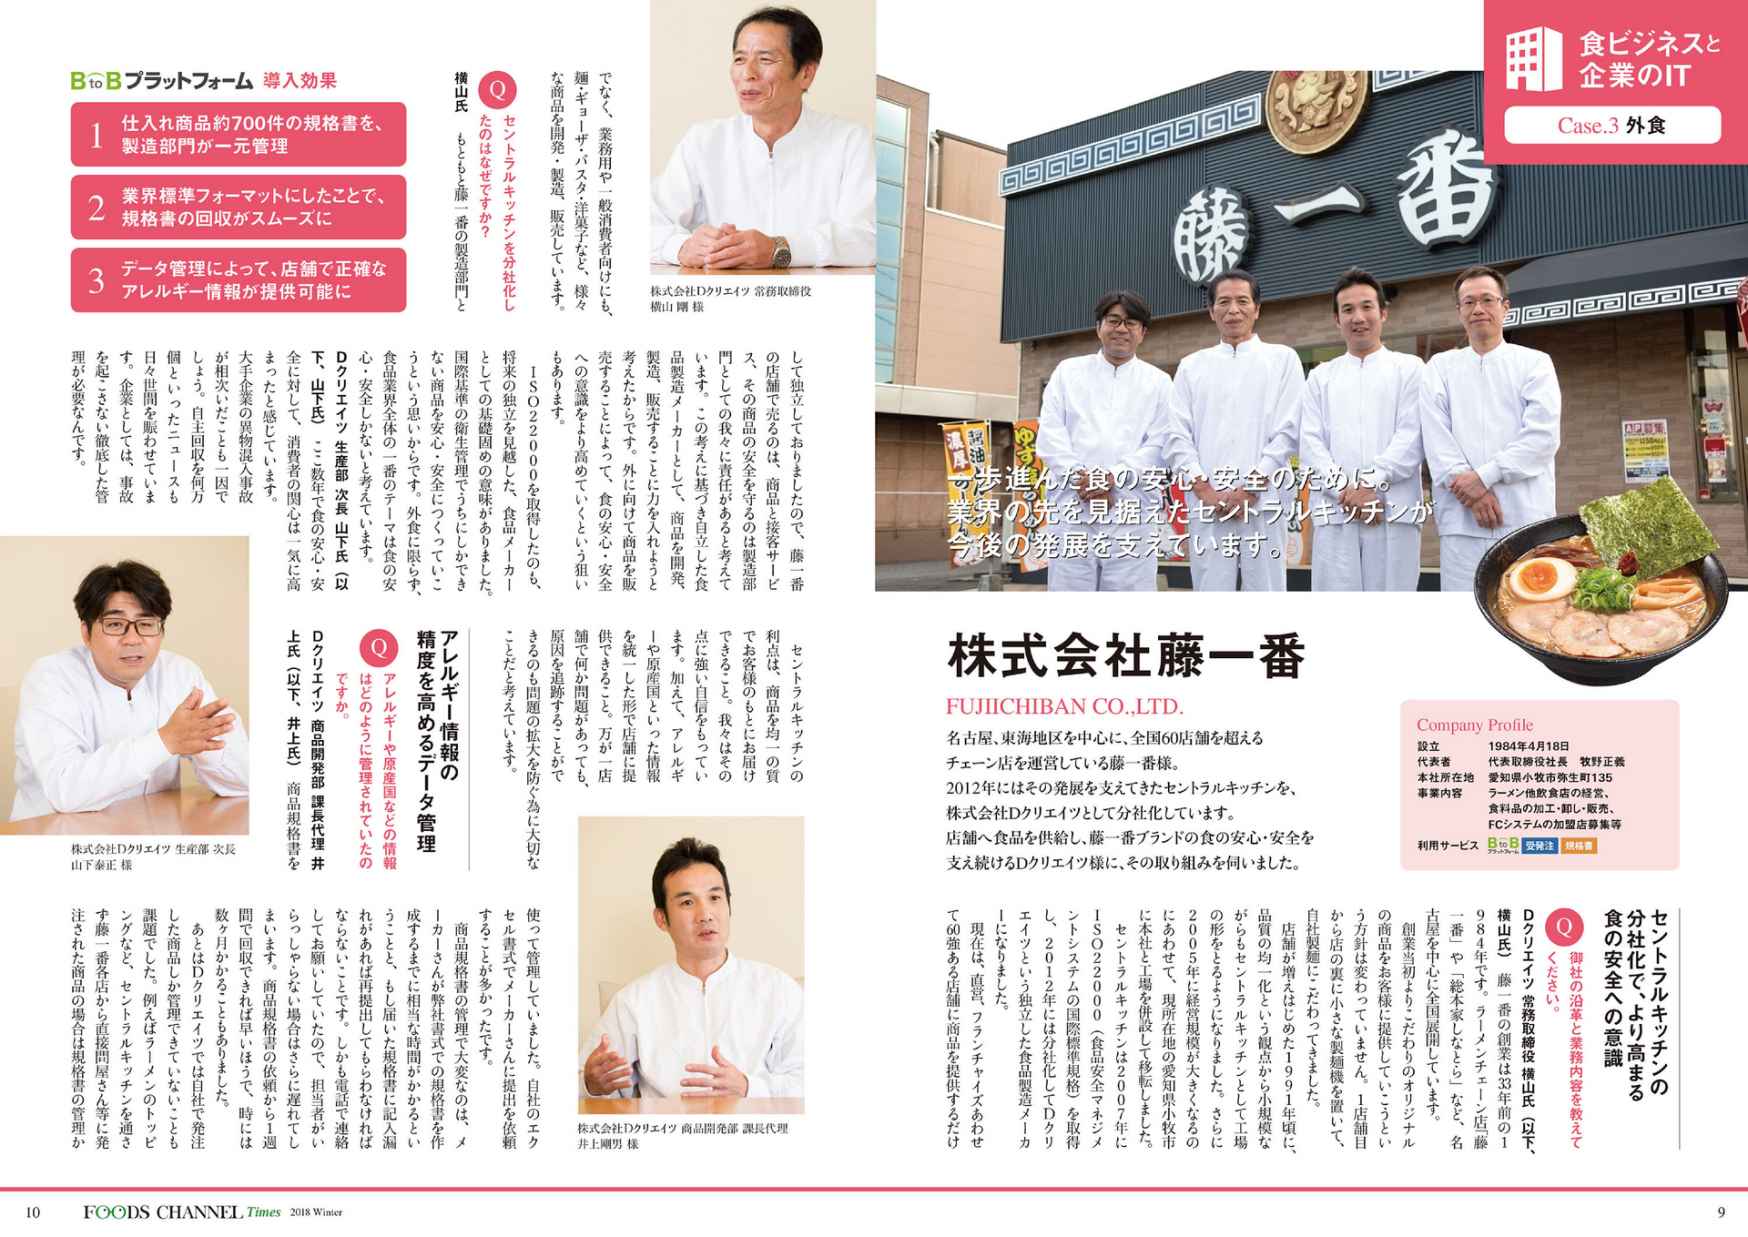 食ビジネスと
企業のIT
Case.3 外食
藤一番
一歩進んだ食の安心・安全のために。
業界の先を見据えたセントラルキッチンが
今後の発展を支えています。
株式会社藤一番
FUJIICHIBAN CO.,LTD.
名古屋、東海地区を中心に、全国60店舗を超える
チェーン店を運営している藤一番様。
2012年にはその発展を支えてきたセントラルキッチンを、
株式会社Dクリエイツとして分社化しています。
店舗へ食品を供給し、藤一番ブランドの食の安心・安全を
支え続けるDクリエイツ様に、その取り組みを伺いました。
Company Profile
設立 1984年4月18日
代表者 代表取締役社長 牧野正義
本社所在地 愛知県小牧市弥生町135
事業内容 ラーメン他飲食店の経営、
食料品の加工・卸し・販売、
FCシステムの加盟店募集等
利用サービス BtoB プラットフォーム 受発注 規格書
セントラルキッチンの
分社化で、より高まる
食の安全への意識
Q 御社の沿革と業務内容を教えて
ください。
Dクリエイツ 常務取締役 横山氏（以下、
横山氏） 藤一番の創業は33年前の1
984年です。ラーメンチェーン店「藤
一番」や「総本家しなとら」など、名
古屋を中心に全国展開しています。
創業当初よりこだわりのオリジナル
の商品をお客様に提供していこうとい
う方針は変わっていません。1店舗目
から店の裏に小さな製麺機を置いて、
自社製麺にこだわってきました。
店舗が増えはじめた1991年頃に、
品質の均一化という観点から小規模な
がらもセントラルキッチンとして工場
の形をとるようになりました。さらに
2005年に経営規模が大きくなるの
にあわせて、現所在地の愛知県小牧市
に本社と工場を併設して移転しました。
セントラルキッチンは2007年に
ISO22000（食品安全マネジメ
ントシステムの国際標準規格）を取得
し、2012年には分社化してDクリ
エイツという独立した食品製造メーカ
ーになりました。
現在は、直営、フランチャイズあわせ
て60強ある店舗に商品を提供するだけ
9
でなく、業務用や一般消費者向けにも、
麺・ギョーザ・パスタ・洋菓子など、様々
な商品を開発・製造、販売しています。
Q セントラルキッチンを分社化し
たのはなぜですか？
横山氏 もともと藤一番の製造部門と
株式会社Dクリエイツ 常務取締役
横山 剛 様
BtoBプラットフォーム 導入効果
1 仕入れ商品約700件の規格書を、
製造部門が一元管理
2 業界標準フォーマットにしたことで、
規格書の回収がスムーズに
3 データ管理によって、店舗で正確な
アレルギー情報が提供可能に
して独立しておりましたので、藤一番
の店舗で売るのは、商品と接客サービ
ス、その商品の安全を守るのは製造部
門としての我々に責任があると考えて
います。この考えに基づき自立した食
品製造メーカーとして、商品を開発、
製造、販売することに力を入れようと
考えたからです。外に向けて商品を販
売することによって、食の安心・安全
への意識をより高めていくという狙い
もあります。
ISO22000を取得したのも、
将来の独立を見越した、食品メーカー
としての基礎固めの意味がありました。
国際基準の衛生管理でうちにしかでき
ない商品を安心・安全につくっていこ
うという思いからです。外食に限らず、
食品業界全体の一番のテーマは食の安
心・安全しかないと考えています。
Dクリエイツ 生産部 次長 山下氏（以
下、山下氏） ここ数年で食の安心・安
全に対して、消費者の関心は一気に高
まったと感じています。
大手企業の異物混入事故
が相次いだことも一因で
しょう。自主回収を何万
個といったニュースも
日々世間を賑わせていま
す。企業としては、事故
を起こさない徹底した管
理が必要なんです。
株式会社Dクリエイツ 生産部 次長
山下泰正 様
セントラルキッチンの
利点は、商品を均一の質
でお客様のもとにお届け
できること。我々はその
点に強い自信をもってい
ます。加えて、アレルギ
ーや原産国といった情報
を統一した形で店舗に提
供できること。万が一店
舗で何か問題があっても、
原因を追跡することがで
きるのも問題の拡大を防ぐ為に大切な
ことだと考えています。
アレルギー情報の
精度を高めるデータ管理
Q アレルギーや原産国などの情報
はどのように管理されていたの
ですか。
Dクリエイツ 商品開発部 課長代理 井
上氏（以下、井上氏） 商品規格書を
株式会社Dクリエイツ 商品開発部 課長代理
井上剛男 様
使って管理していました。自社のエク
セル書式でメーカーさんに提出を依頼
することが多かったです。
商品規格書の管理で大変なのは、メ
ーカーさんが弊社書式での規格書を作
成するまでに相当な時間がかかるとい
うことと、もし届いた規格書に記入漏
れがあれば再提出してもらわなければ
ならないことです。しかも電話で連絡
してお願いしていたので、担当者がい
らっしゃらない場合はさらに遅れてし
まいます。商品規格書の依頼から1週
間で回収できれば早いほうで、時には
数ヶ月かかることもありました。
あとはDクリエイツでは自社で発注
した商品しか管理できていないことも
課題でした。例えばラーメンのトッピ
ングなど、セントラルキッチンを通さ
ず藤一番各店から直接問屋さん等に発
注された商品の場合は規格書の管理か
10 FOODS CHANNEL Times 2018 Winter